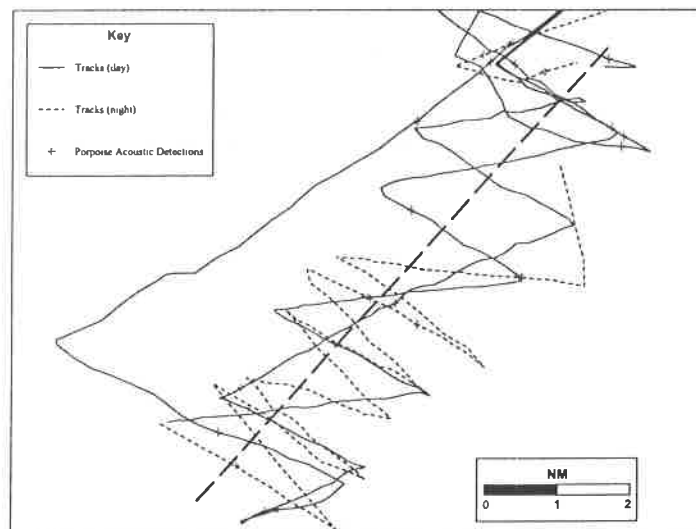 Key
Tracks (day)
Tracks (night)
Porpoise Acoustic Detections
NM
0 1 2